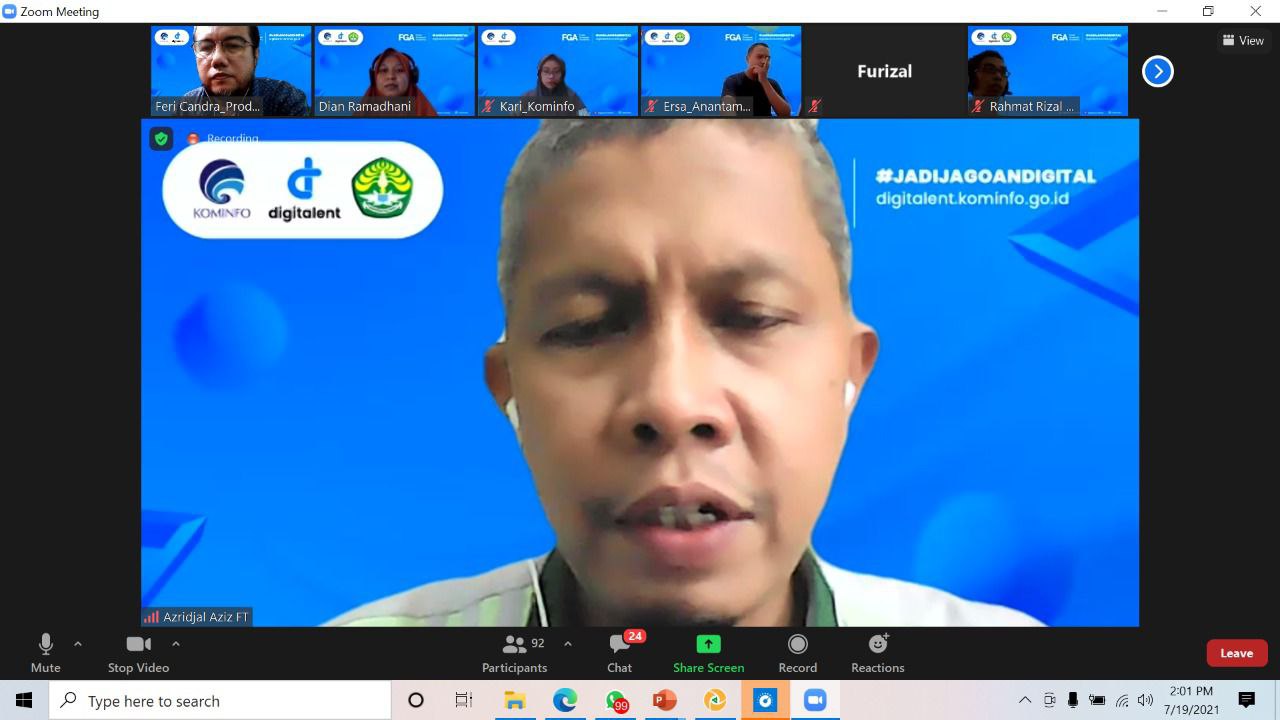 Zoom Meeting
View
FGA
#JADIJAGOANDIGITAL
Feri Candra_Prod...
Dian Ramadhani
FGA
Kari_Kominfo
FGA
Ersa_Anantam...
Furizal
Rahmat Rizal ...
Recording
KOMINFO
digitalent
#JADIJAGOANDIGITAL
digitalent.kominfo.go.id
Azridjal Aziz FT
Mute
Stop Video
92
Participants
24
Chat
Share Screen
Record
Reactions
Leave
Type here to search
99
2:01 PM
7/19/2021